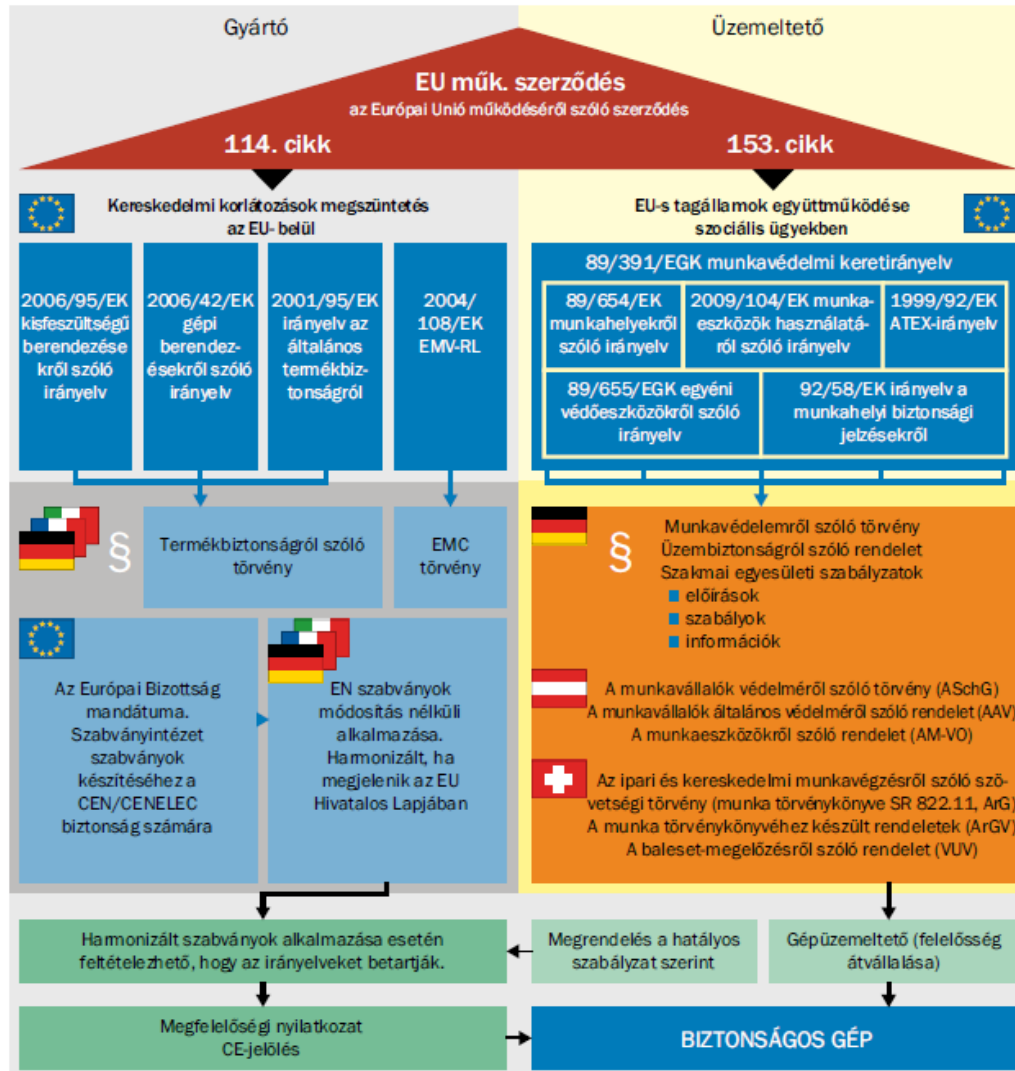 Gyártó
Üzemeltető
EU műk. szerződés
az Európai Unió működéséről szóló szerződés
114. cikk
153. cikk
Kereskedelmi korlátozások megszüntetés
az EU- belül
EU-s tagállamok együttműködése
szociális ügyekben
2006/95/EK
kisfeszültségű
berendezése
kről szóló
irányelv
2006/42/EK
gépi
berendez-
ésekről szóló
irányelv
2001/95/EK
irányelv az
általános
termékbiz-
tonságról
2004/
108/EK
EMV-RL
89/391/EGK munkavédelmi keretirányelv
89/654/EK
munkahelyekről
szóló irányelv
2009/104/EK munka-
eszközök használatá-
ról szóló irányelv
1999/92/EK
ATEX-irányelv
89/655/EGK egyéni
védőeszközökről szóló
irányelv
92/58/EK irányelv a
munkahelyi biztonsági
jelzésekről
§
Termékbiztonságról szóló
törvény
EMC
törvény
§
Munkavédelemről szóló törvény
Üzembiztonságról szóló rendelet
Szakmai egyesületi szabályzatok
előírások
szabályok
információk
Az Európai Bizottság
mandátuma.
Szabványintézet
szabványok
készítéséhez a
CEN/CENELEC
biztonság számára
EN szabványok
módosítás nélküli
alkalmazása.
Harmonizált, ha
megjelenik az EU
Hivatalos Lapjában
A munkavállalók védelméről szóló törvény (ASchG)
A munkavállalók általános védelméről szóló rendelet (AAV)
A munkaeszközökről szóló rendelet (AM-VO)
Az ipari és kereskedelmi munkavégzésről szóló szö-
vetségi törvény (munka törvénykönyve SR 822.11, ArG)
A munka törvénykönyvéhez készült rendeletek (ArGV)
A baleset-megelőzésről szóló rendelet (VUV)
Harmonizált szabványok alkalmazása esetén
feltételezhető, hogy az irányelveket betartják.
Megrendelés a hatályos
szabályzat szerint
Gépüzemeltető (felelősség
átvállalása)
Megfelelőségi nyilatkozat
CE-jelölés
BIZTONSÁGOS GÉP